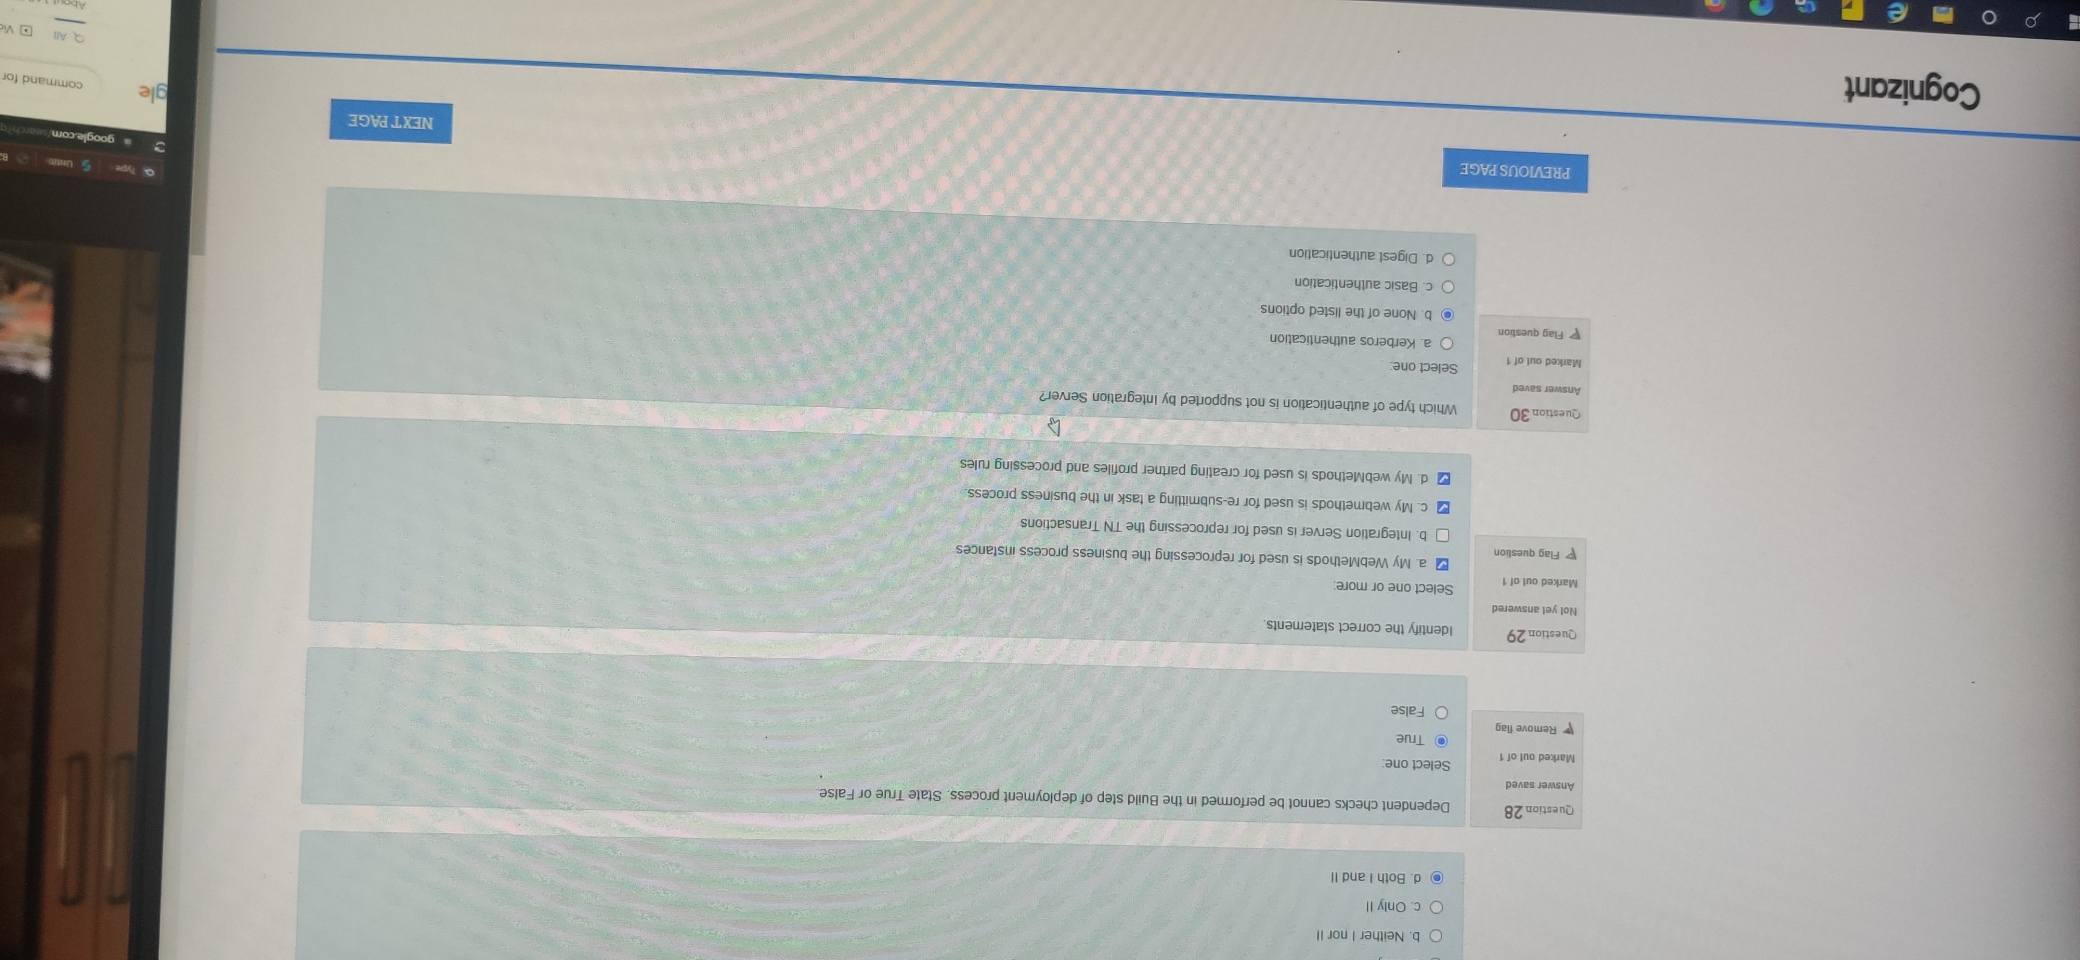 b. Neither I nor II
c. Only II
d. Both I and II
Question 28
Answer saved
Marked out of 1
Remove flag
Dependent checks cannot be performed in the Build step of deployment process. State True or False.
Select one:
True
False
Question 29
Not yet answered
Marked out of 1
Flag question
Identify the correct statements.
Select one or more:
a. My WebMethods is used for reprocessing the business process instances
b. Integration Server is used for reprocessing the TN Transactions
c. My webmethods is used for re-submitting a task in the business process.
d. My webMethods is used for creating partner profiles and processing rules
Question 30
Answer saved
Marked out of 1
Flag question
Which type of authentication is not supported by Integration Server?
Select one:
a. Kerberos authentication
b. None of the listed options
c. Basic authentication
d. Digest authentication
PREVIOUS PAGE
NEXT PAGE
Cognizant
Type
Untitl
google.com/search?q
gle
command for
All